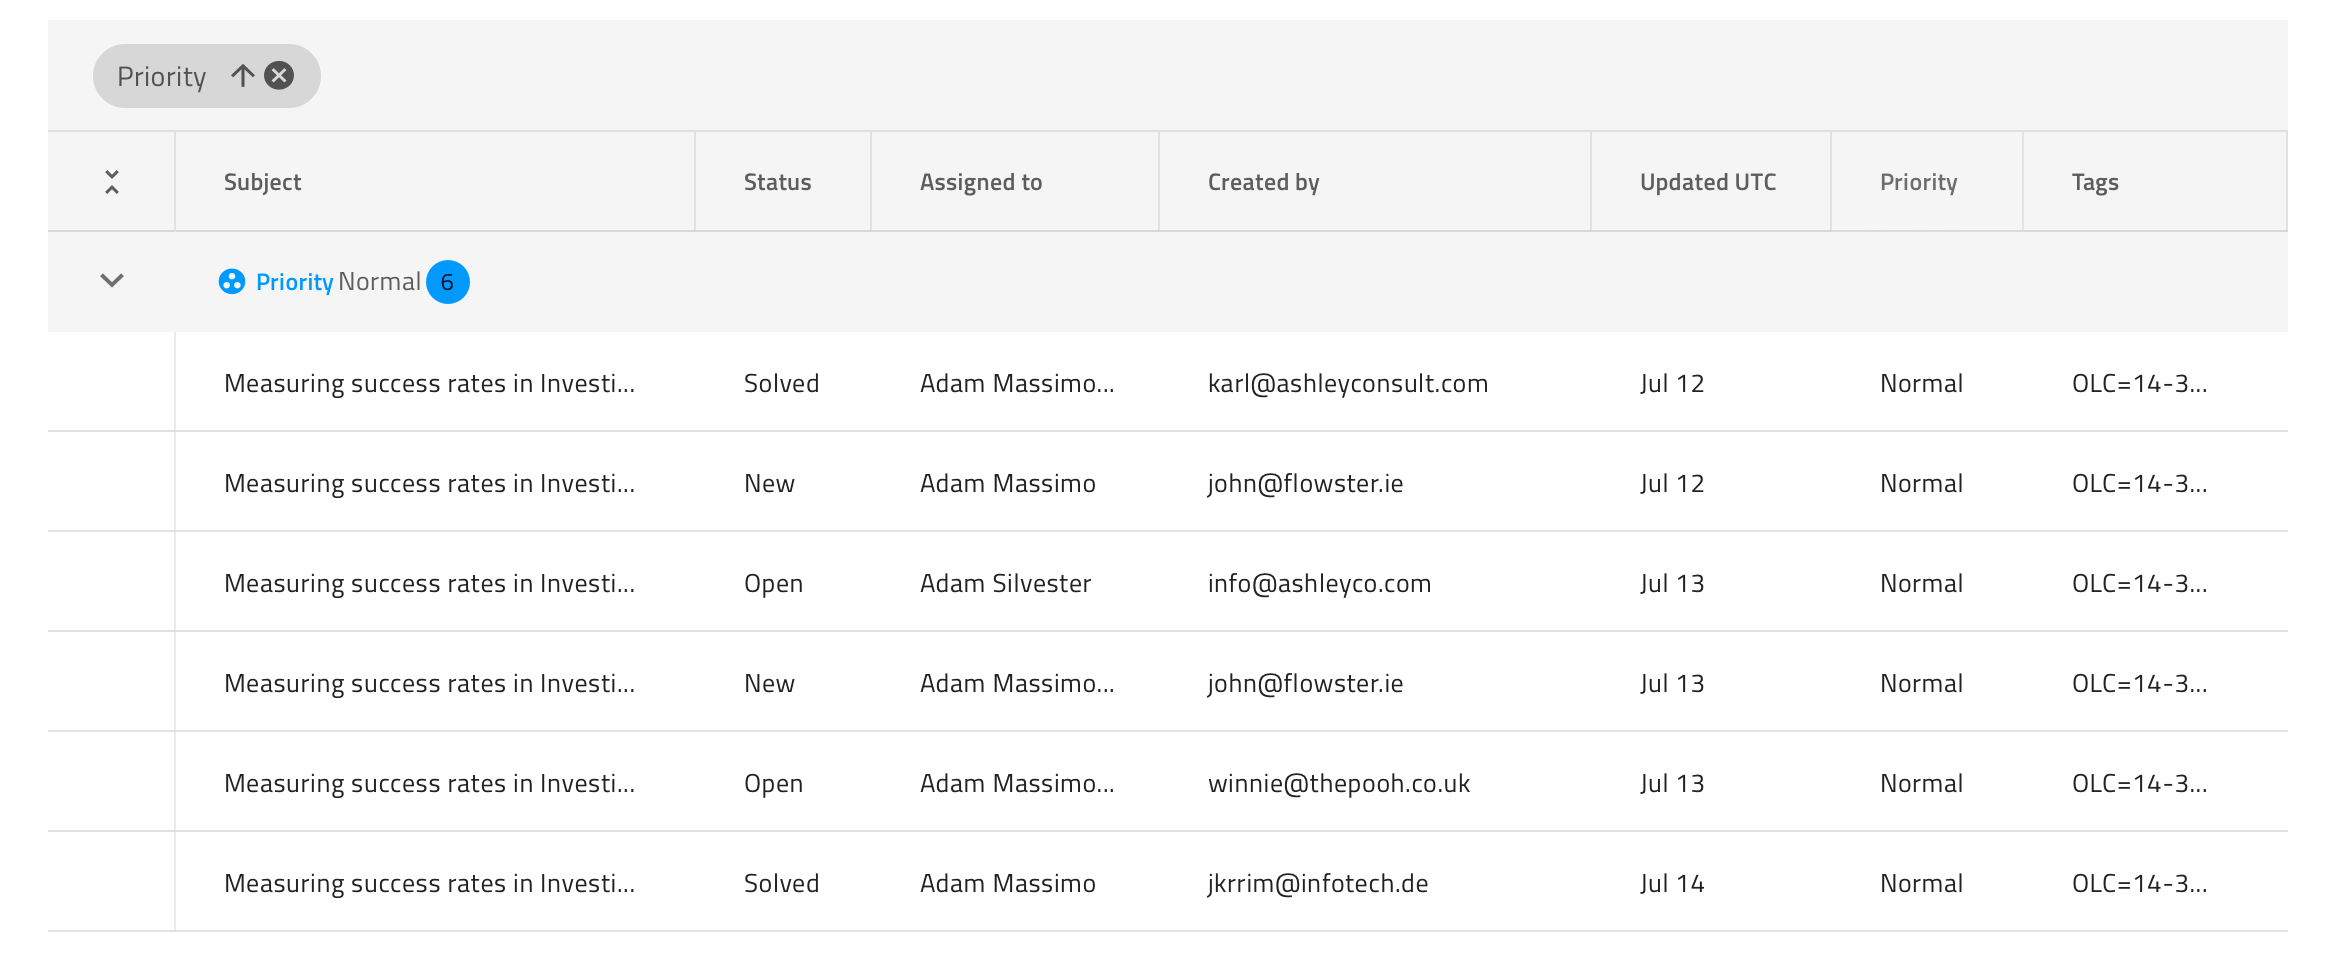 Priority
Subject Status Assigned to Created by Updated UTC Priority Tags
Priority Normal 6
Measuring success rates in Investi... Solved Adam Massimo... karl@ashleyconsult.com Jul 12 Normal OLC=14-3...
Measuring success rates in Investi... New Adam Massimo john@flowster.ie Jul 12 Normal OLC=14-3...
Measuring success rates in Investi... Open Adam Silvester info@ashleyco.com Jul 13 Normal OLC=14-3...
Measuring success rates in Investi... New Adam Massimo... john@flowster.ie Jul 13 Normal OLC=14-3...
Measuring success rates in Investi... Open Adam Massimo... winnie@thepooh.co.uk Jul 13 Normal OLC=14-3...
Measuring success rates in Investi... Solved Adam Massimo jkrrim@infotech.de Jul 14 Normal OLC=14-3...